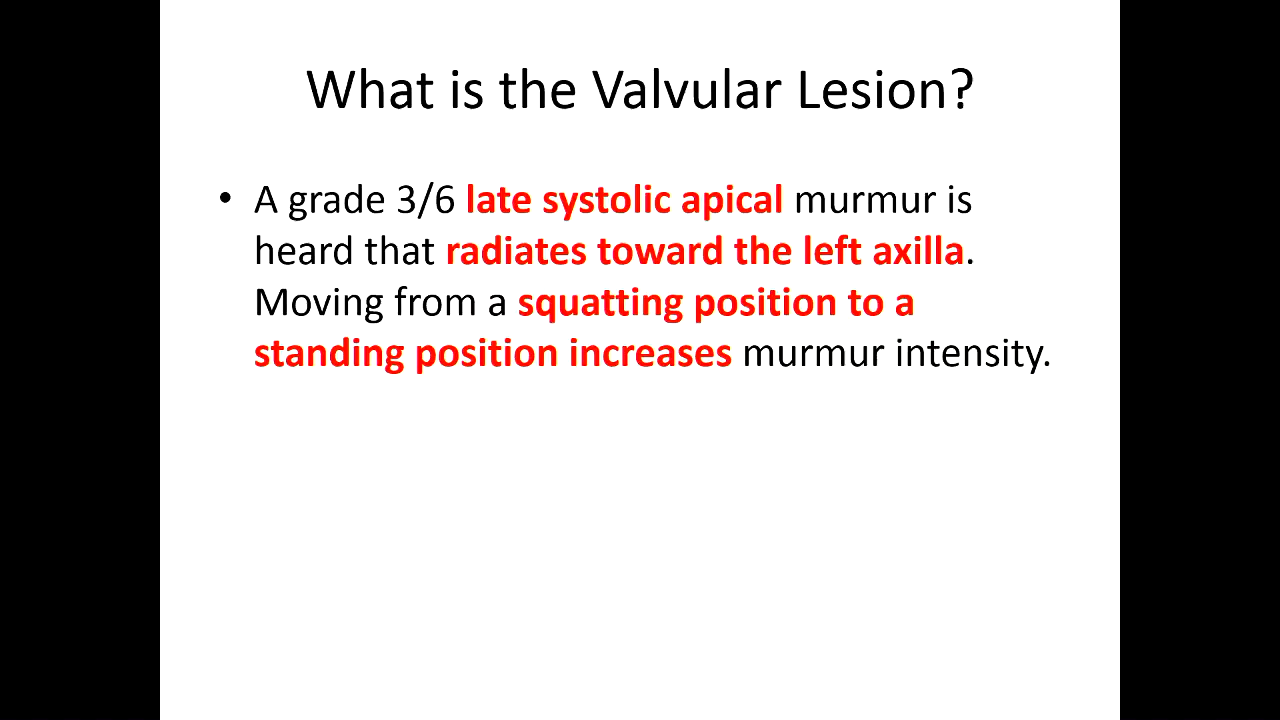 What is the Valvular Lesion?
• A grade 3/6 late systolic apical murmur is
heard that radiates toward the left axilla.
Moving from a squatting position to a
standing position increases murmur intensity.